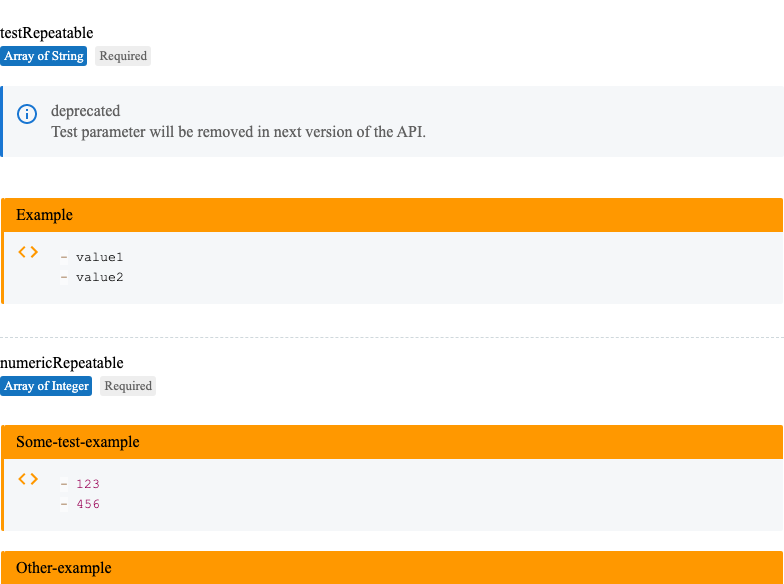 testRepeatable
Array of String Required
deprecated
Test parameter will be removed in next version of the API.
Example
- value1
- value2
numericRepeatable
Array of Integer Required
Some-test-example
- 123
- 456
Other-example